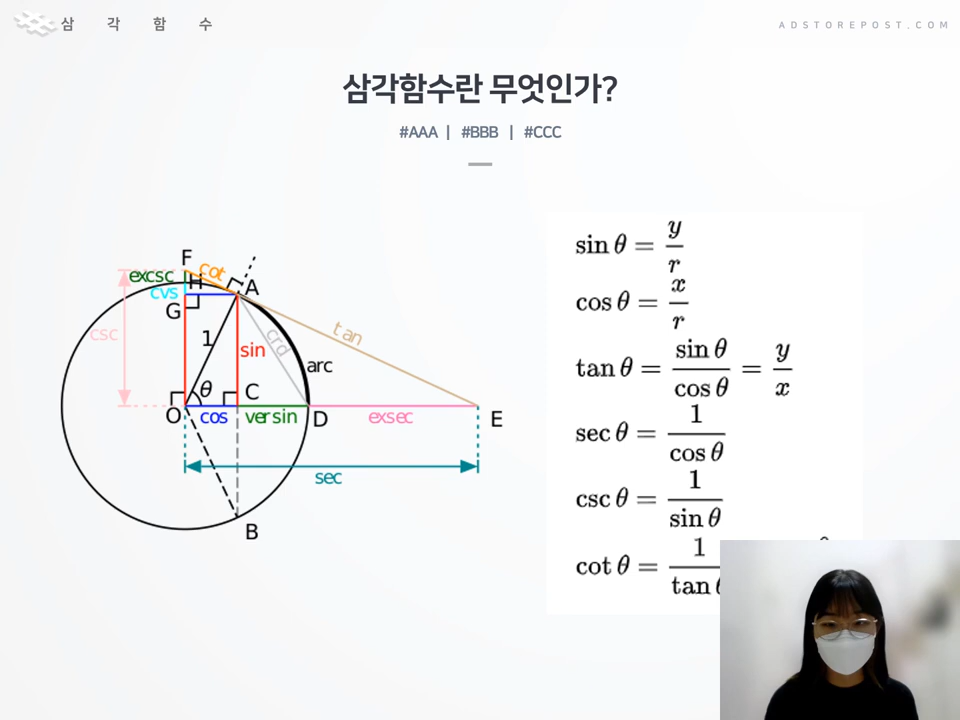 삼 각 함 수
ADSTOREPOST.COM
삼각함수란 무엇인가?
#AAA | #BBB | #CCC
F
excsc
cot
H
A
cvs
G
csc
1
sin
crd
tan
arc
θ
C
O
cos
versin
D
exsec
E
sec
B
sin θ = y/r
cos θ = x/r
tan θ = sin θ/cos θ = y/x
sec θ = 1/cos θ
csc θ = 1/sin θ
cot θ = 1/tan